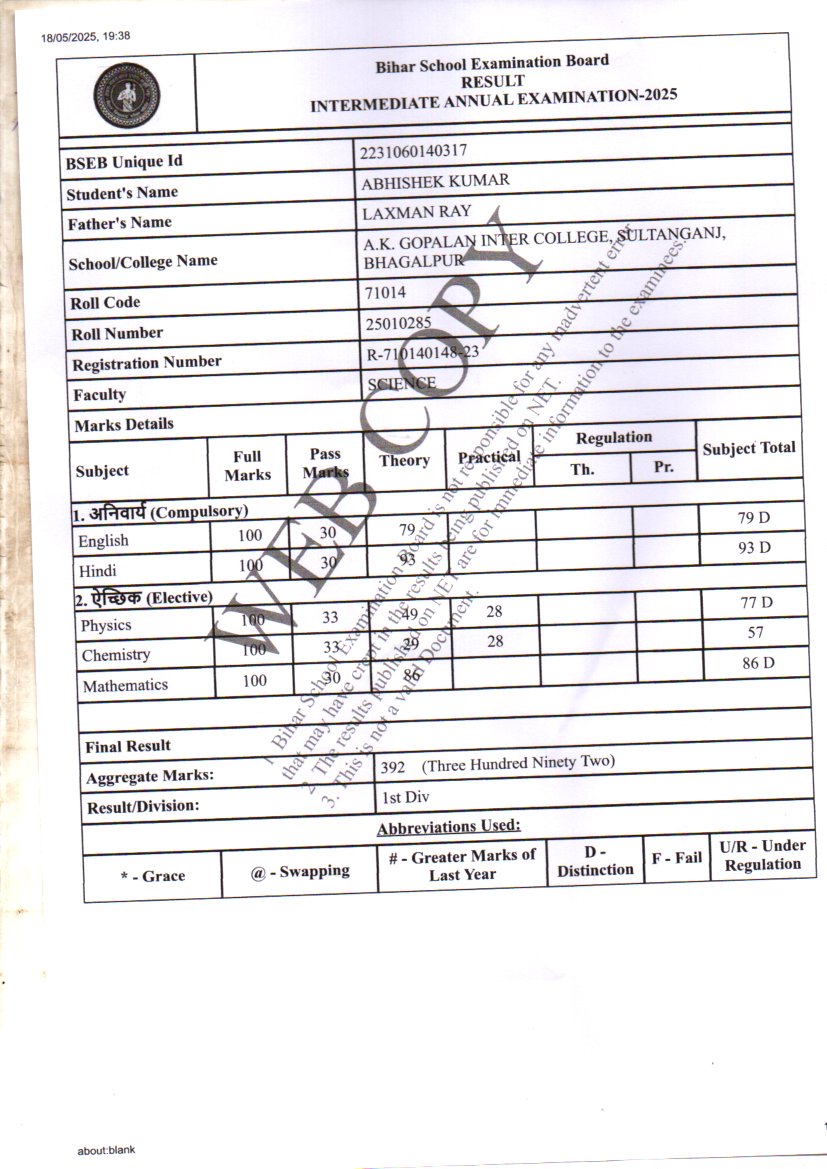 18/05/2025, 19:38
Bihar School Examination Board
RESULT
INTERMEDIATE ANNUAL EXAMINATION-2025
BSEB Unique Id 2231060140317
Student's Name ABHISHEK KUMAR
Father's Name LAXMAN RAY
School/College Name A.K. GOPALAN INTER COLLEGE, SULTANGANJ,
BHAGALPUR
Roll Code 71014
Roll Number 25010285
Registration Number R-710140148-23
Faculty SCIENCE
Marks Details
Subject Full Marks Pass Marks Theory Practical Regulation Th. Pr. Subject Total
1. अनिवार्य (Compulsory)
English 100 30 79 79 D
Hindi 100 30 93 93 D
2. ऐच्छिक (Elective)
Physics 100 33 49 28 77 D
Chemistry 100 33 29 28 57
Mathematics 100 30 86 86 D
Final Result
Aggregate Marks: 392 (Three Hundred Ninety Two)
Result/Division: 1st Div
Abbreviations Used:
* - Grace @ - Swapping # - Greater Marks of Last Year D - Distinction F - Fail U/R - Under Regulation
WEB COPY
1. Bihar School Examination Board is not responsible for any inadvertent error
that may have crept in the results being published on NET.
2. The results published on NET are for immediate information to the examinees.
3. This is not a valid Document.
about:blank